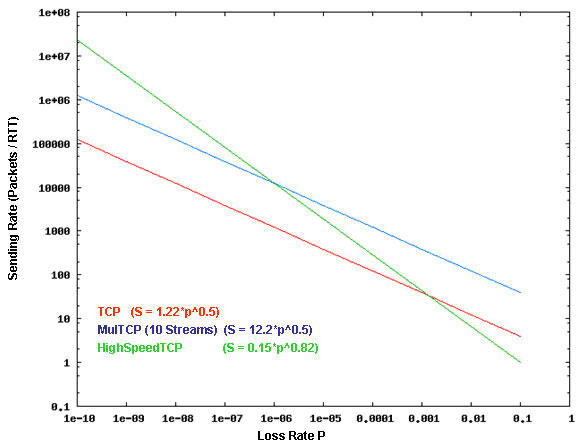 1e+08
1e+07
1e+06
100000
10000
1000
100
10
1
0.1
Sending Rate (Packets / RTT)
TCP (S = 1.22*p^0.5)
MulTCP (10 Streams) (S = 12.2*p^0.5)
HighSpeedTCP (S = 0.15*p^0.82)
1e-10 1e-09 1e-08 1e-07 1e-06 1e-05 0.0001 0.001 0.01 0.1 1
Loss Rate P